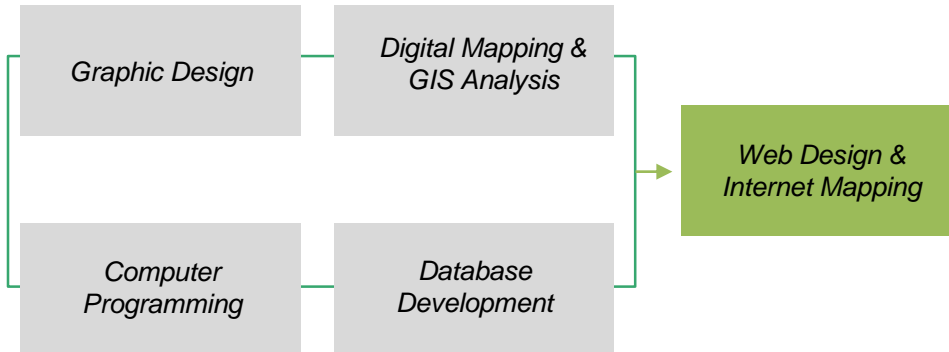 Graphic Design
Digital Mapping &
GIS Analysis
Web Design &
Internet Mapping
Computer
Programming
Database
Development